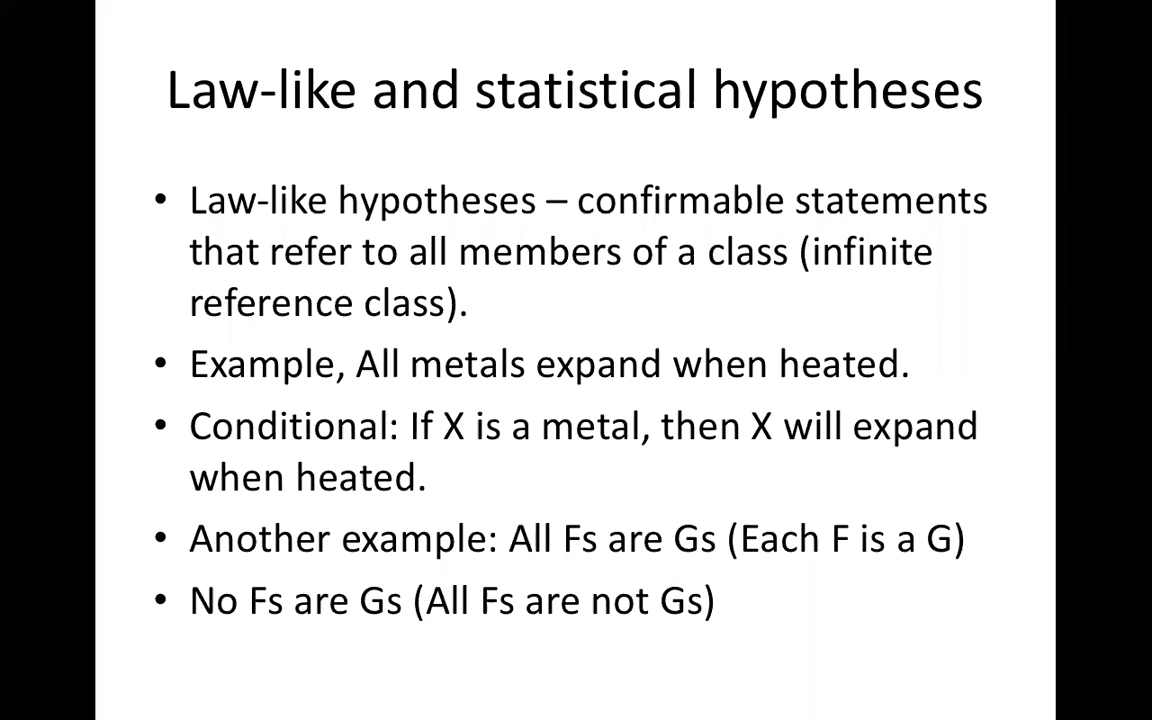 Law-like and statistical hypotheses
• Law-like hypotheses – confirmable statements
that refer to all members of a class (infinite
reference class).
• Example, All metals expand when heated.
• Conditional: If X is a metal, then X will expand
when heated.
• Another example: All Fs are Gs (Each F is a G)
• No Fs are Gs (All Fs are not Gs)